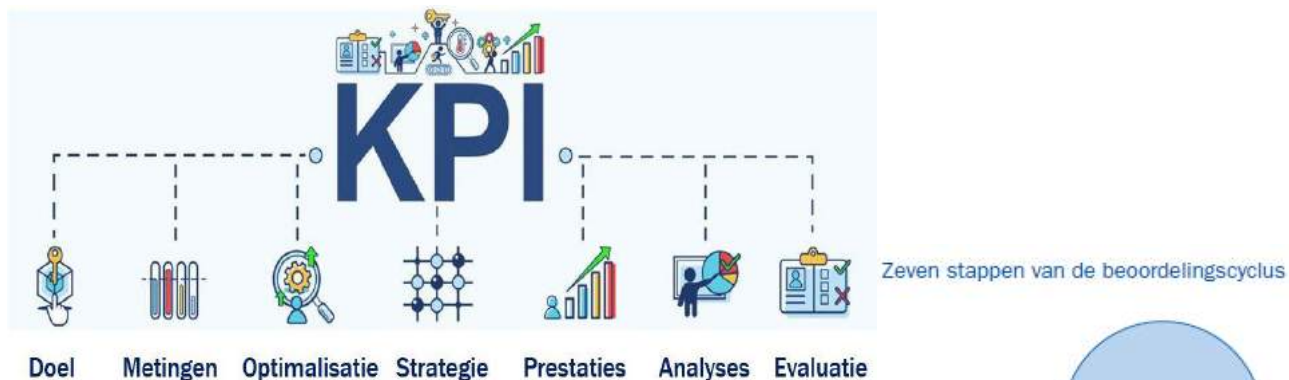 KPI
Zeven stappen van de beoordelingscyclus
Doel Metingen Optimalisatie Strategie Prestaties Analyses Evaluatie